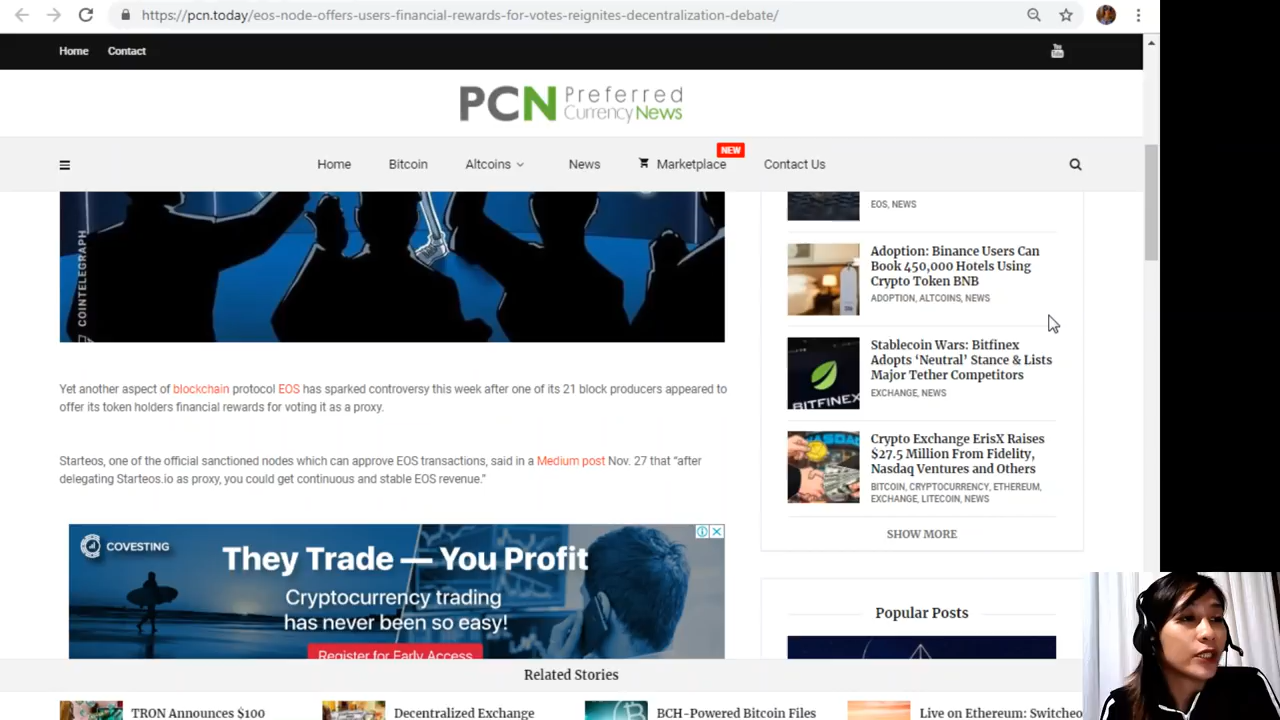 https://pcn.today/eos-node-offers-users-financial-rewards-for-votes-reignites-decentralization-debate/
Home Contact
You Tube
PCN Preferred Currency News
NEW
Home Bitcoin Altcoins News Marketplace Contact Us
COINTELEGRAPH
Yet another aspect of blockchain protocol EOS has sparked controversy this week after one of its 21 block producers appeared to
offer its token holders financial rewards for voting it as a proxy.
Starteos, one of the official sanctioned nodes which can approve EOS transactions, said in a Medium post Nov. 27 that “after
delegating Starteos.io as proxy, you could get continuous and stable EOS revenue.”
COVESTING
They Trade — You Profit
Cryptocurrency trading
has never been so easy!
Register for Early Access
EOS, NEWS
Adoption: Binance Users Can
Book 450,000 Hotels Using
Crypto Token BNB
ADOPTION, ALTCOINS, NEWS
Stablecoin Wars: Bitfinex
Adopts ‘Neutral’ Stance & Lists
Major Tether Competitors
EXCHANGE, NEWS
BITFINEX
Crypto Exchange ErisX Raises
$27.5 Million From Fidelity,
Nasdaq Ventures and Others
BITCOIN, CRYPTOCURRENCY, ETHEREUM,
EXCHANGE, LITECOIN, NEWS
NASDAQ
SHOW MORE
Popular Posts
Related Stories
TRON Announces $100
Decentralized Exchange
BCH-Powered Bitcoin Files
Live on Ethereum: Switcheo